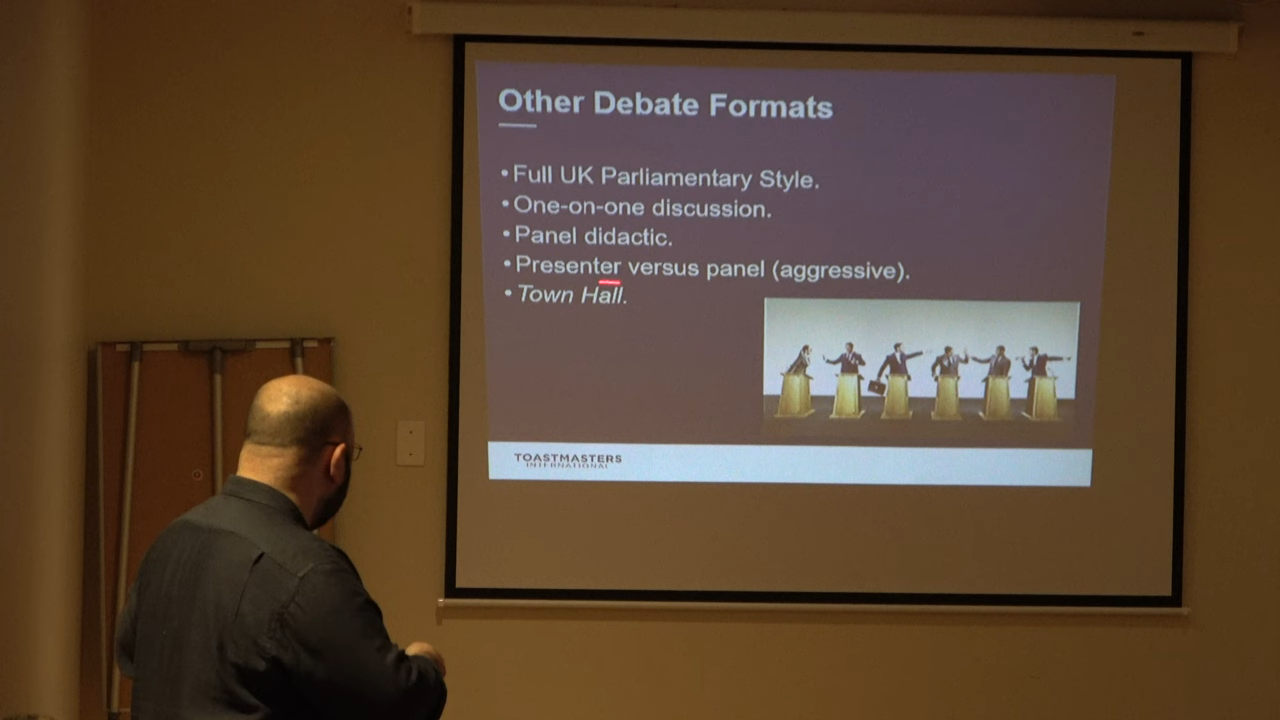 Other Debate Formats
•Full UK Parliamentary Style.
•One-on-one discussion.
•Panel didactic.
•Presenter versus panel (aggressive).
•Town Hall.
TOASTMASTERS
INTERNATIONAL